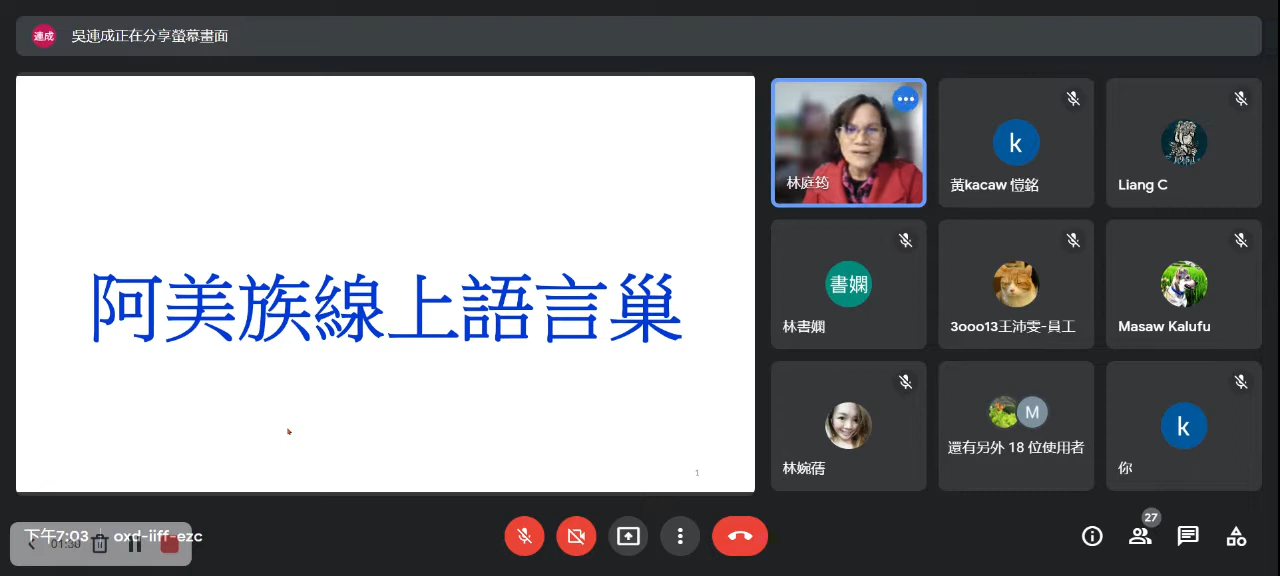 連成 吳連成正在分享螢幕畫面
阿美族線上語言巢
1
林庭筠
k
黃kacaw 愷銘
1951
Liang C
書嫻
林書嫻
3ooo13王沛雯-員工
Masaw Kalufu
林婉蒨
M
還有另外 18 位使用者
k
你
下午7:03 | oxd-iiff-ezc
01:30
27